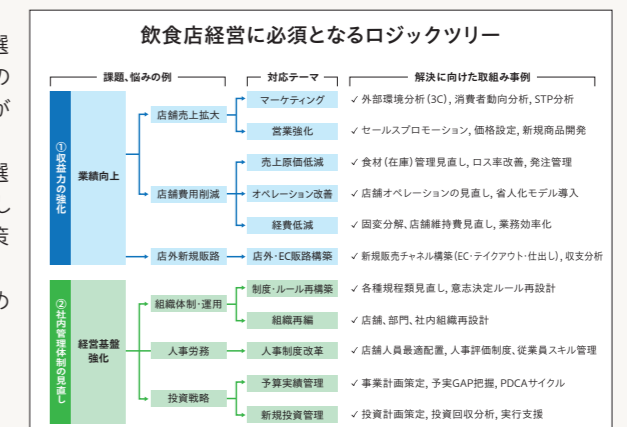 選
の
が
選
し
策
め
飲食店経営に必須となるロジックツリー
課題、悩みの例
対応テーマ
解決に向けた取組み事例
①収益力の強化
業績向上
店舗売上拡大
マーケティング
✓ 外部環境分析(3C), 消費者動向分析, STP分析
営業強化
✓ セールスプロモーション, 価格設定, 新規商品開発
店舗費用削減
売上原価低減
✓ 食材(在庫)管理見直し, ロス率改善, 発注管理
オペレーション改善
✓ 店舗オペレーションの見直し, 省人化モデル導入
経費低減
✓ 固変分解、店舗維持費見直し, 業務効率化
店外新規販路
店外・EC販路構築
✓ 新規販売チャネル構築(EC・テイクアウト・仕出し), 収支分析
②社内管理体制の見直し
経営基盤
強化
組織体制・運用
制度・ルール再構築
✓ 各種規程類見直し, 意志決定ルール再設計
組織再編
✓ 店舗、部門、社内組織再設計
人事労務
人事制度改革
✓ 店舗人員最適配置, 人事評価制度、従業員スキル管理
投資戦略
予算実績管理
✓ 事業計画策定, 予実GAP把握, PDCAサイクル
新規投資管理
✓ 投資計画策定, 投資回収分析, 実行支援